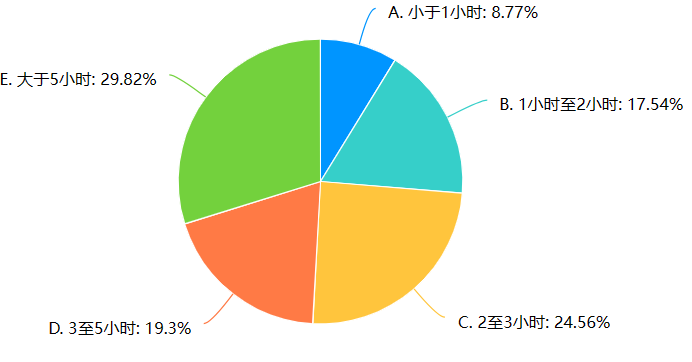 A. 小于1小时: 8.77%
E. 大于5小时: 29.82%
B. 1小时至2小时: 17.54%
C. 2至3小时: 24.56%
D. 3至5小时: 19.3%